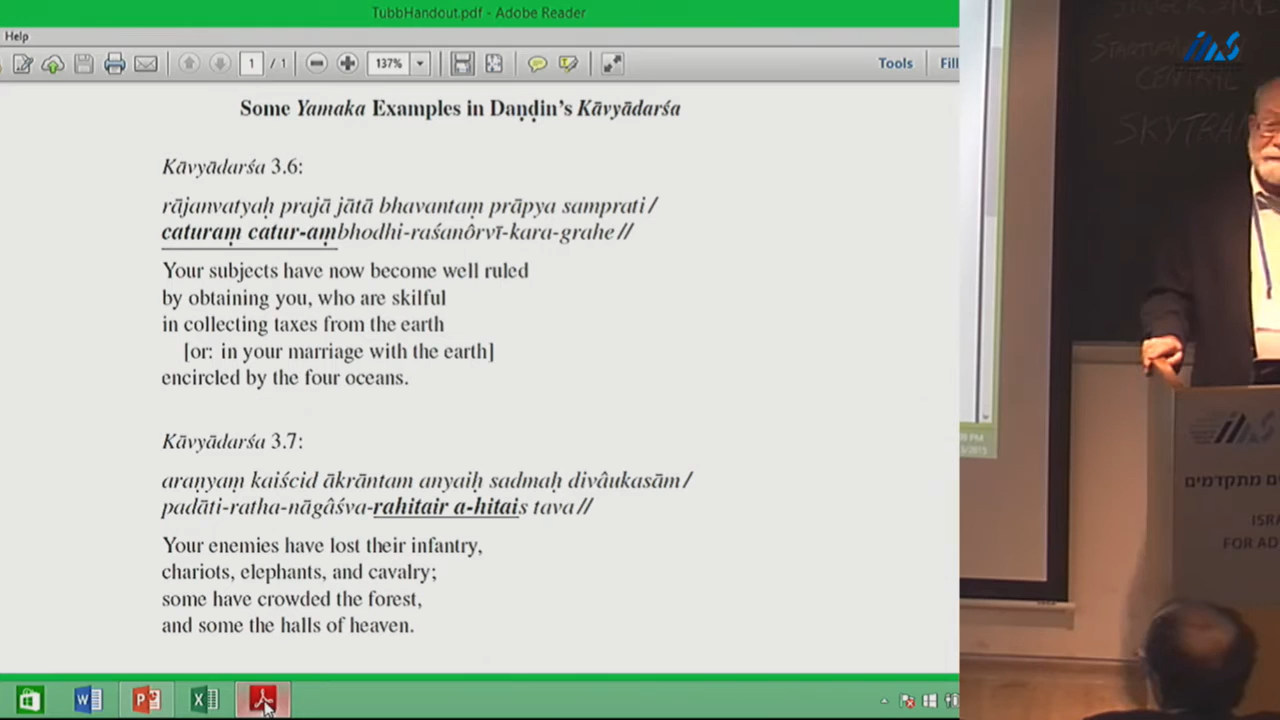 TubbHandout.pdf - Adobe Reader
Help
1 / 1 137% Tools
Some Yamaka Examples in Daṇḍin’s Kāvyādarśa
Kāvyādarśa 3.6:
rājanvatyaḥ prajā jātā bhavantaṃ prāpya samprati /
caturaṃ catur-aṃbhodhi-raśanôrvī-kara-grahe //
Your subjects have now become well ruled
by obtaining you, who are skilful
in collecting taxes from the earth
[or: in your marriage with the earth]
encircled by the four oceans.
Kāvyādarśa 3.7:
araṇyaṃ kaiścid ākrāntam anyaiḥ sadmaḥ divâukasām /
padāti-ratha-nāgâśva-rahitair a-hitais tava //
Your enemies have lost their infantry,
chariots, elephants, and cavalry;
some have crowded the forest,
and some the halls of heaven.
CENTRAL
IIAS
מתקדמים
FOR